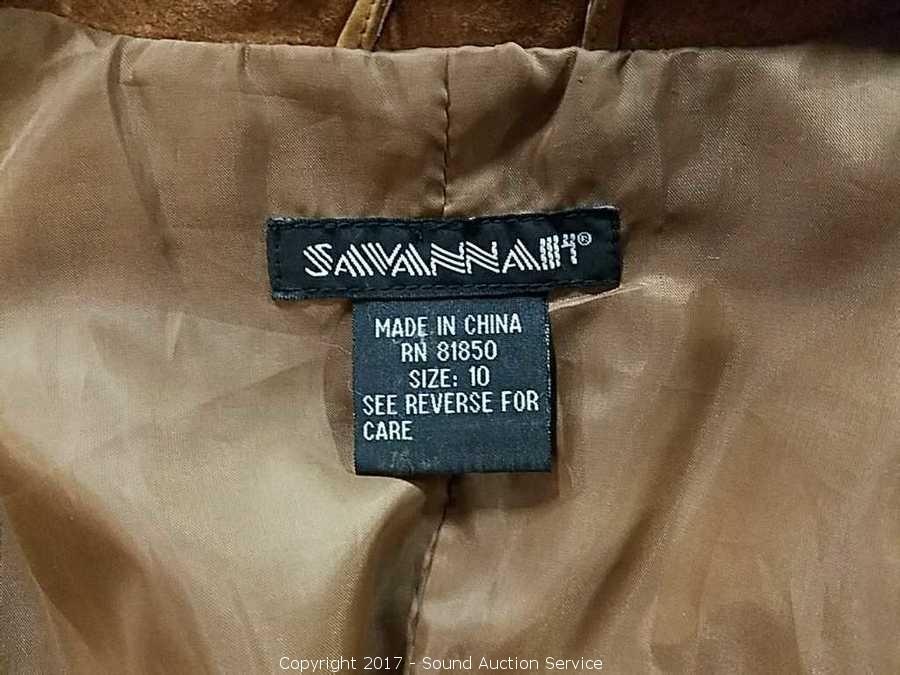 SAVANNAH®
MADE IN CHINA
RN 81850
SIZE: 10
SEE REVERSE FOR
CARE
Copyright 2017 - Sound Auction Service